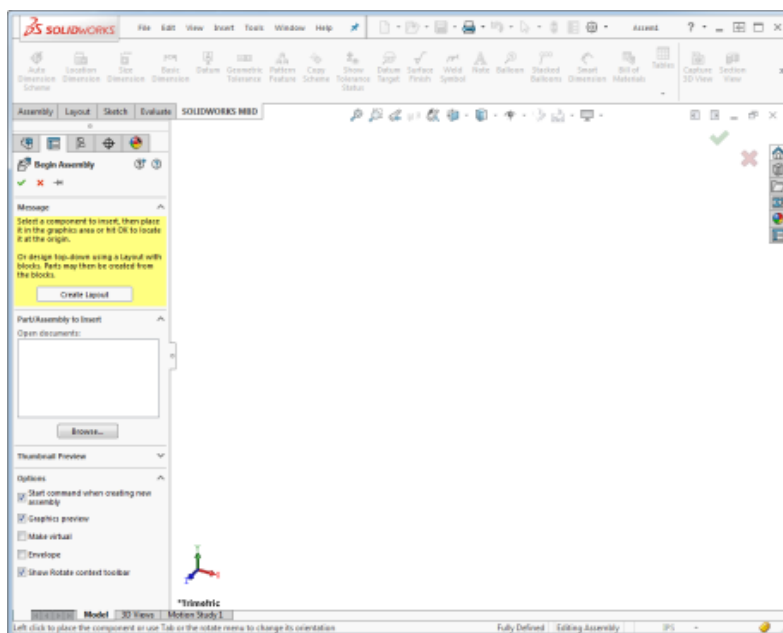 SOLIDWORKS
File Edit View Insert Tools Window Help
Assem1
Auto Dimension Scheme
Location Dimension
Size Dimension
Basic Dimension
Datum
Geometric Tolerance
Pattern Feature
Copy Scheme
Show Tolerance Status
Datum Target
Surface Finish
Weld Symbol
Note
Balloon
Stacked Balloons
Smart Dimension
Bill of Materials
Tables
Capture 3D View
Section View
Assembly Layout Sketch Evaluate SOLIDWORKS MBD
Begin Assembly
Message
Select a component to insert, then place
it in the graphics area or hit OK to locate
it at the origin.
Or design top-down using a Layout with
blocks. Parts may then be created from
the blocks.
Create Layout
Part/Assembly to Insert
Open documents:
Browse...
Thumbnail Preview
Options
Start command when creating new
assembly
Graphics preview
Make virtual
Envelope
Show Rotate context toolbar
*Trimetric
Model 3D Views Motion Study 1
Left click to place the component or use Tab or the rotate menu to change its orientation
Fully Defined Editing Assembly IPS